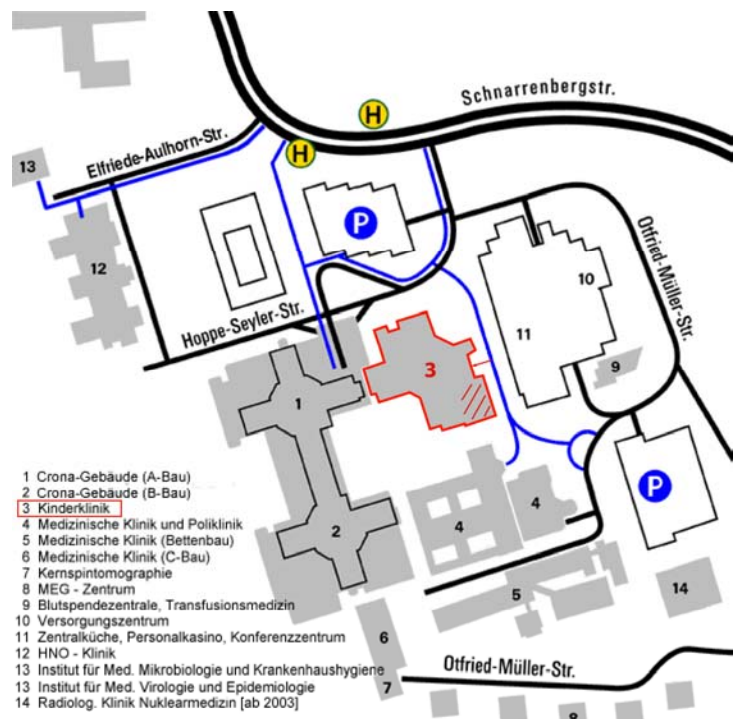 Schnarrenbergstr.
H
H
Elfriede-Aulhorn-Str.
13
P
12
Otfried-Müller-Str.
10
Hoppe-Seyler-Str.
11
3
9
1
P
4
4
2
5
14
6
Otfried-Müller-Str.
7
8
1 Crona-Gebäude (A-Bau)
2 Crona-Gebäude (B-Bau)
3 Kinderklinik
4 Medizinische Klinik und Poliklinik
5 Medizinische Klinik (Bettenbau)
6 Medizinische Klinik (C-Bau)
7 Kernspintomographie
8 MEG - Zentrum
9 Blutspendezentrale, Transfusionsmedizin
10 Versorgungszentrum
11 Zentralküche, Personalkasino, Konferenzzentrum
12 HNO - Klinik
13 Institut für Med. Mikrobiologie und Krankenhaushygiene
13 Institut für Med. Virologie und Epidemiologie
14 Radiolog. Klinik Nuklearmedizin [ab 2003]